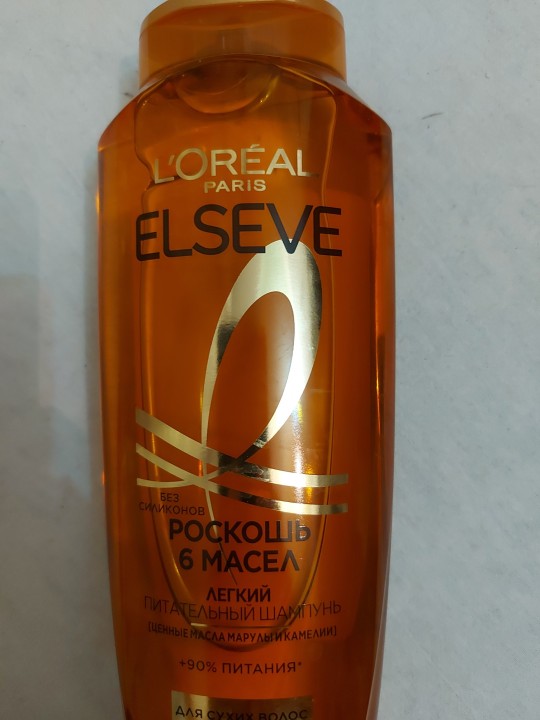 L'ORÉAL
PARIS
ELSEVE
БЕЗ
СИЛИКОНОВ
РОСКОШЬ
6 МАСЕЛ
ЛЕГКИЙ
ПИТАТЕЛЬНЫЙ ШАМПУНЬ
[ЦЕННЫЕ МАСЛА МАРУЛЫ И КАМЕЛИИ]
+90% ПИТАНИЯ*
ДЛЯ СУХИХ ВОЛОС